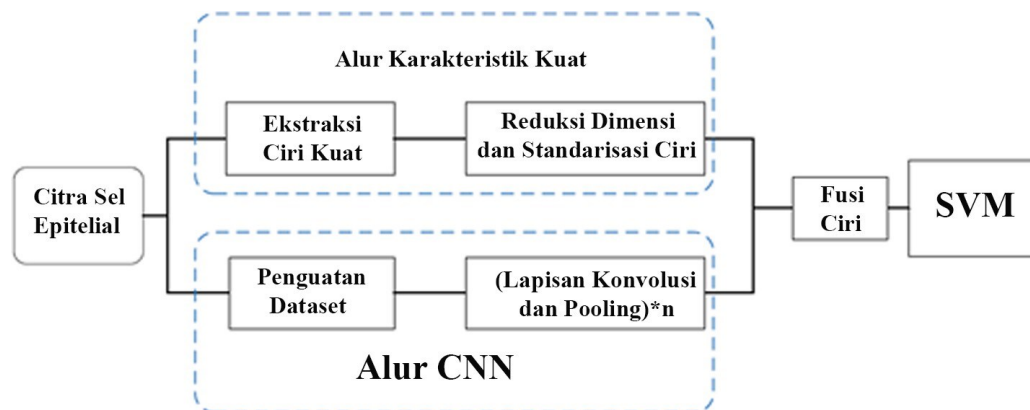 Alur Karakteristik Kuat
Ekstraksi
Ciri Kuat
Reduksi Dimensi
dan Standarisasi Ciri
Citra Sel
Epitelial
Fusi
Ciri
SVM
Penguatan
Dataset
(Lapisan Konvolusi
dan Pooling)*n
Alur CNN